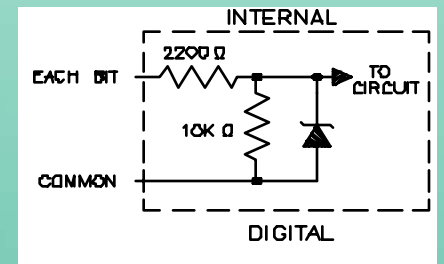 INTERNAL
2200 Ω
EACH BIT
TO
CIRCUIT
10K Ω
COMMON
DIGITAL